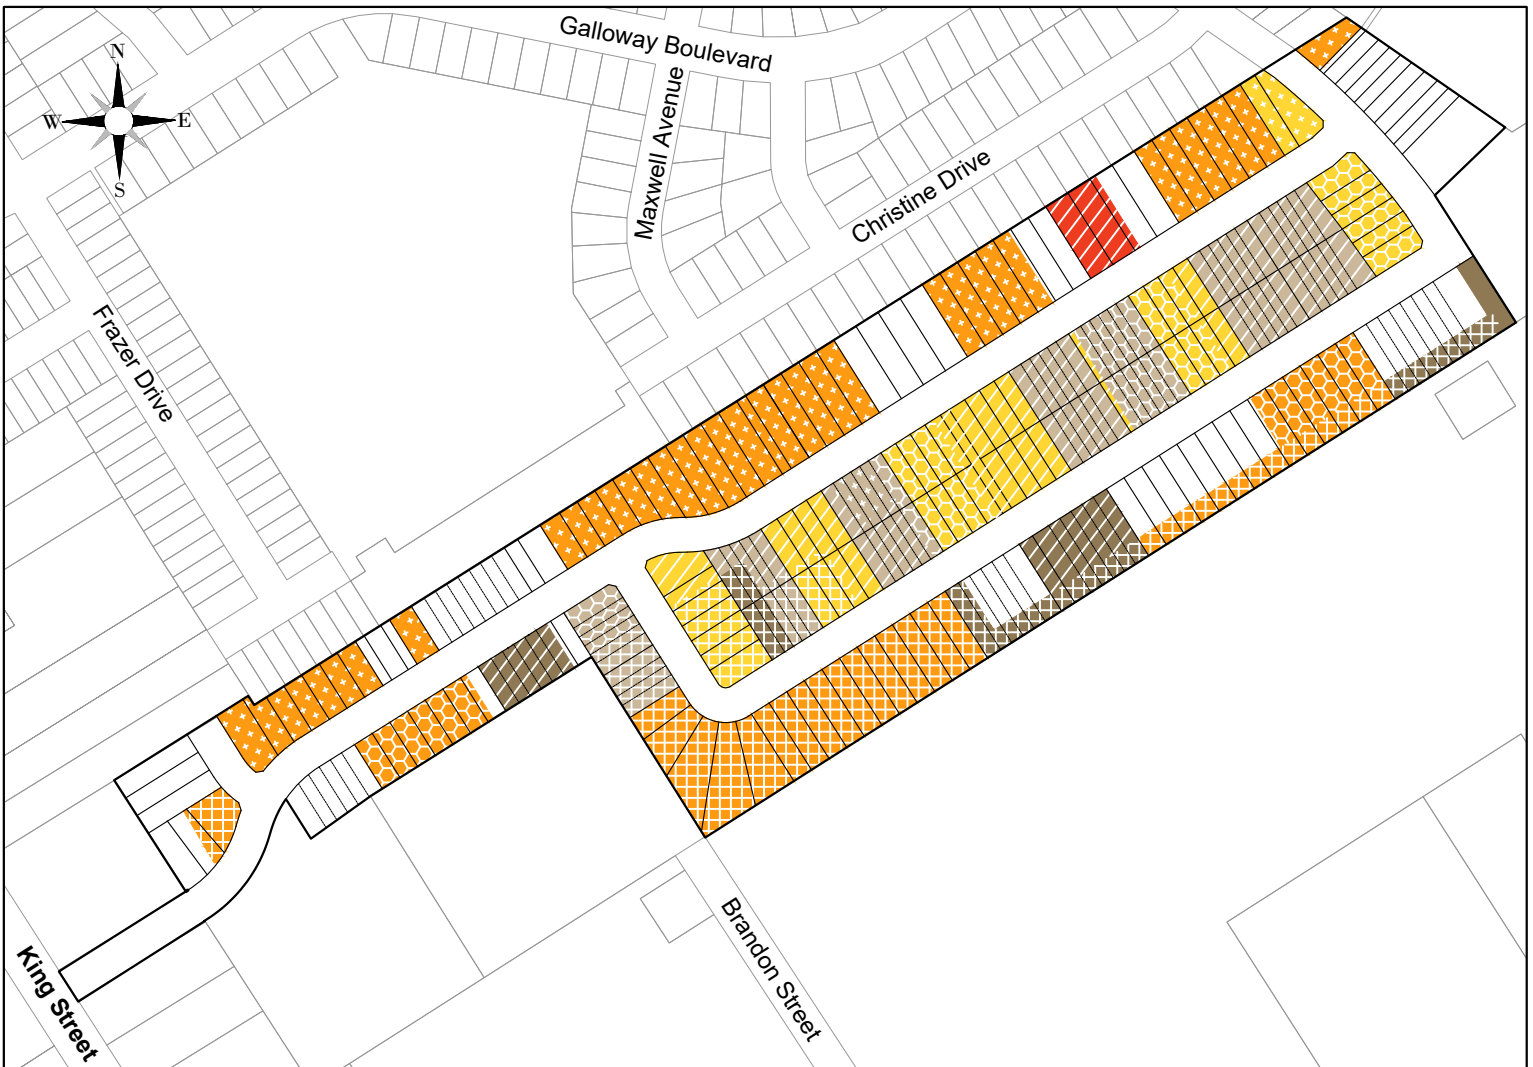 Galloway Boulevard
N
W
E
S
Maxwell Avenue
Christine Drive
Frazer Drive
Brandon Street
King Street